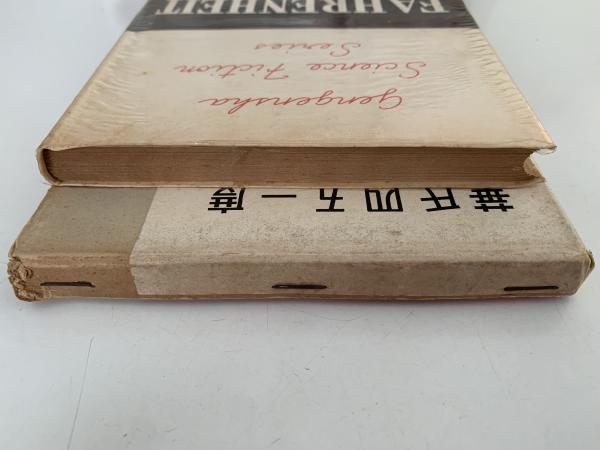 華氏四五一度
Gengensha
Science Fiction
Series
FAHRENHEIT